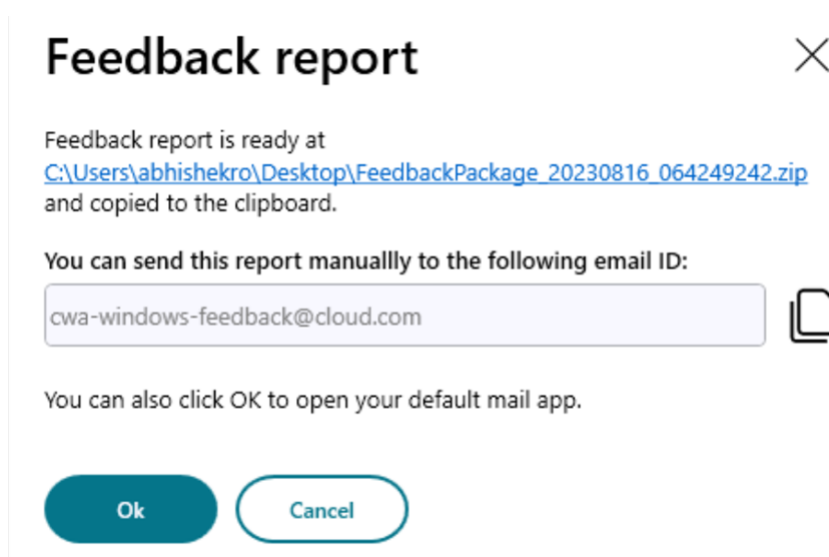 Feedback report
Feedback report is ready at
C:\Users\abhishekro\Desktop\FeedbackPackage_20230816_064249242.zip
and copied to the clipboard.
You can send this report manuallly to the following email ID:
cwa-windows-feedback@cloud.com
You can also click OK to open your default mail app.
Ok
Cancel